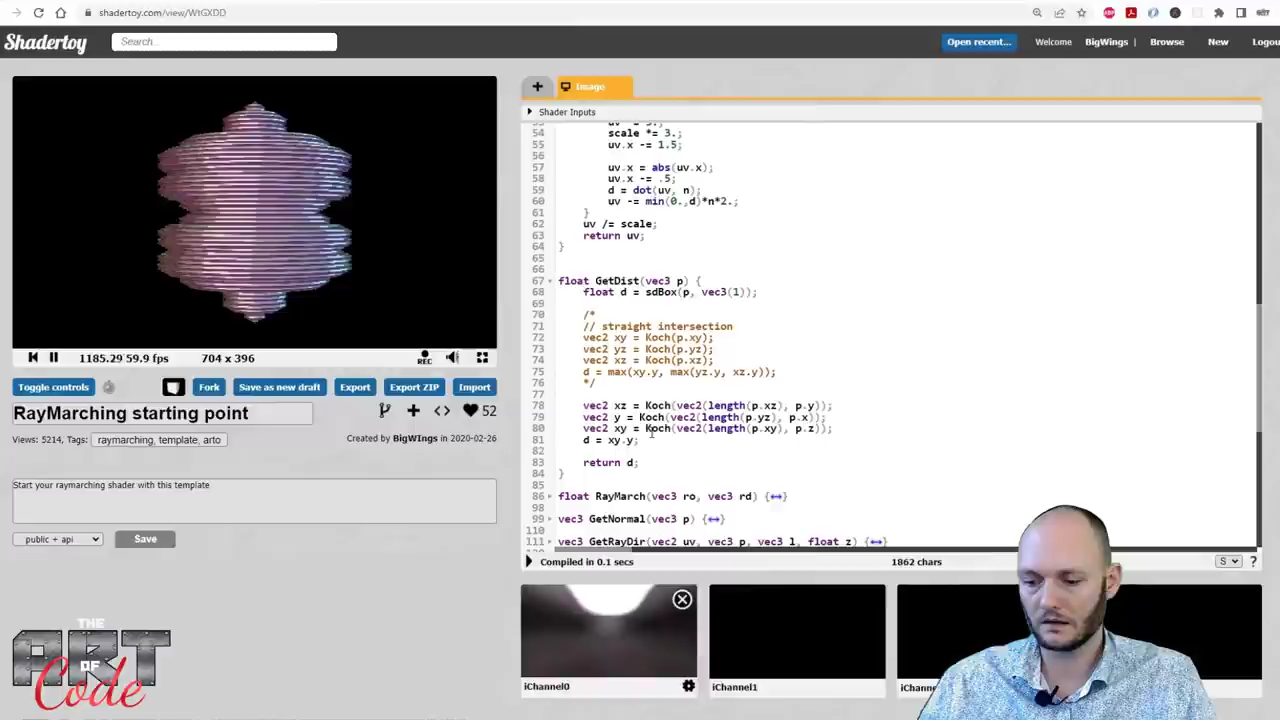 shadertoy.com/view/WtGXDD
Shadertoy
Search...
Open recent...
Welcome
BigWings |
Browse
New
Logou
+
Image
Shader Inputs
54 scale *= 3.;
55 uv.x -= 1.5;
56
57 uv.x = abs(uv.x);
58 uv.x -= .5;
59 d = dot(uv, n);
60 uv -= min(0.,d)*n*2.;
61 }
62 uv /= scale;
63 return uv;
64 }
65
66
67 float GetDist(vec3 p) {
68 float d = sdBox(p, vec3(1));
69
70 /*
71 // straight intersection
72 vec2 xy = Koch(p.xy);
73 vec2 yz = Koch(p.yz);
74 vec2 xz = Koch(p.xz);
75 d = max(xy.y, max(yz.y, xz.y));
76 */
77
78 vec2 xz = Koch(vec2(length(p.xz), p.y));
79 vec2 y = Koch(vec2(length(p.yz), p.x));
80 vec2 xy = Koch(vec2(length(p.xy), p.z));
81 d = xy.y;
82
83 return d;
84 }
85
86 float RayMarch(vec3 ro, vec3 rd) {↔}
98
99 vec3 GetNormal(vec3 p) {↔}
110
111 vec3 GetRayDir(vec2 uv, vec3 p, vec3 l, float z) {↔}
1185.29 59.9 fps
704 x 396
REC
Toggle controls
Fork
Save as new draft
Export
Export ZIP
Import
RayMarching starting point
52
Views: 5214, Tags:
raymarching, template, arto
Created by BigWIngs in 2020-02-26
Start your raymarching shader with this template
public + api
Save
Compiled in 0.1 secs
1862 chars
S
?
iChannel0
iChannel1
iChanne
THE
ART
OF
Code